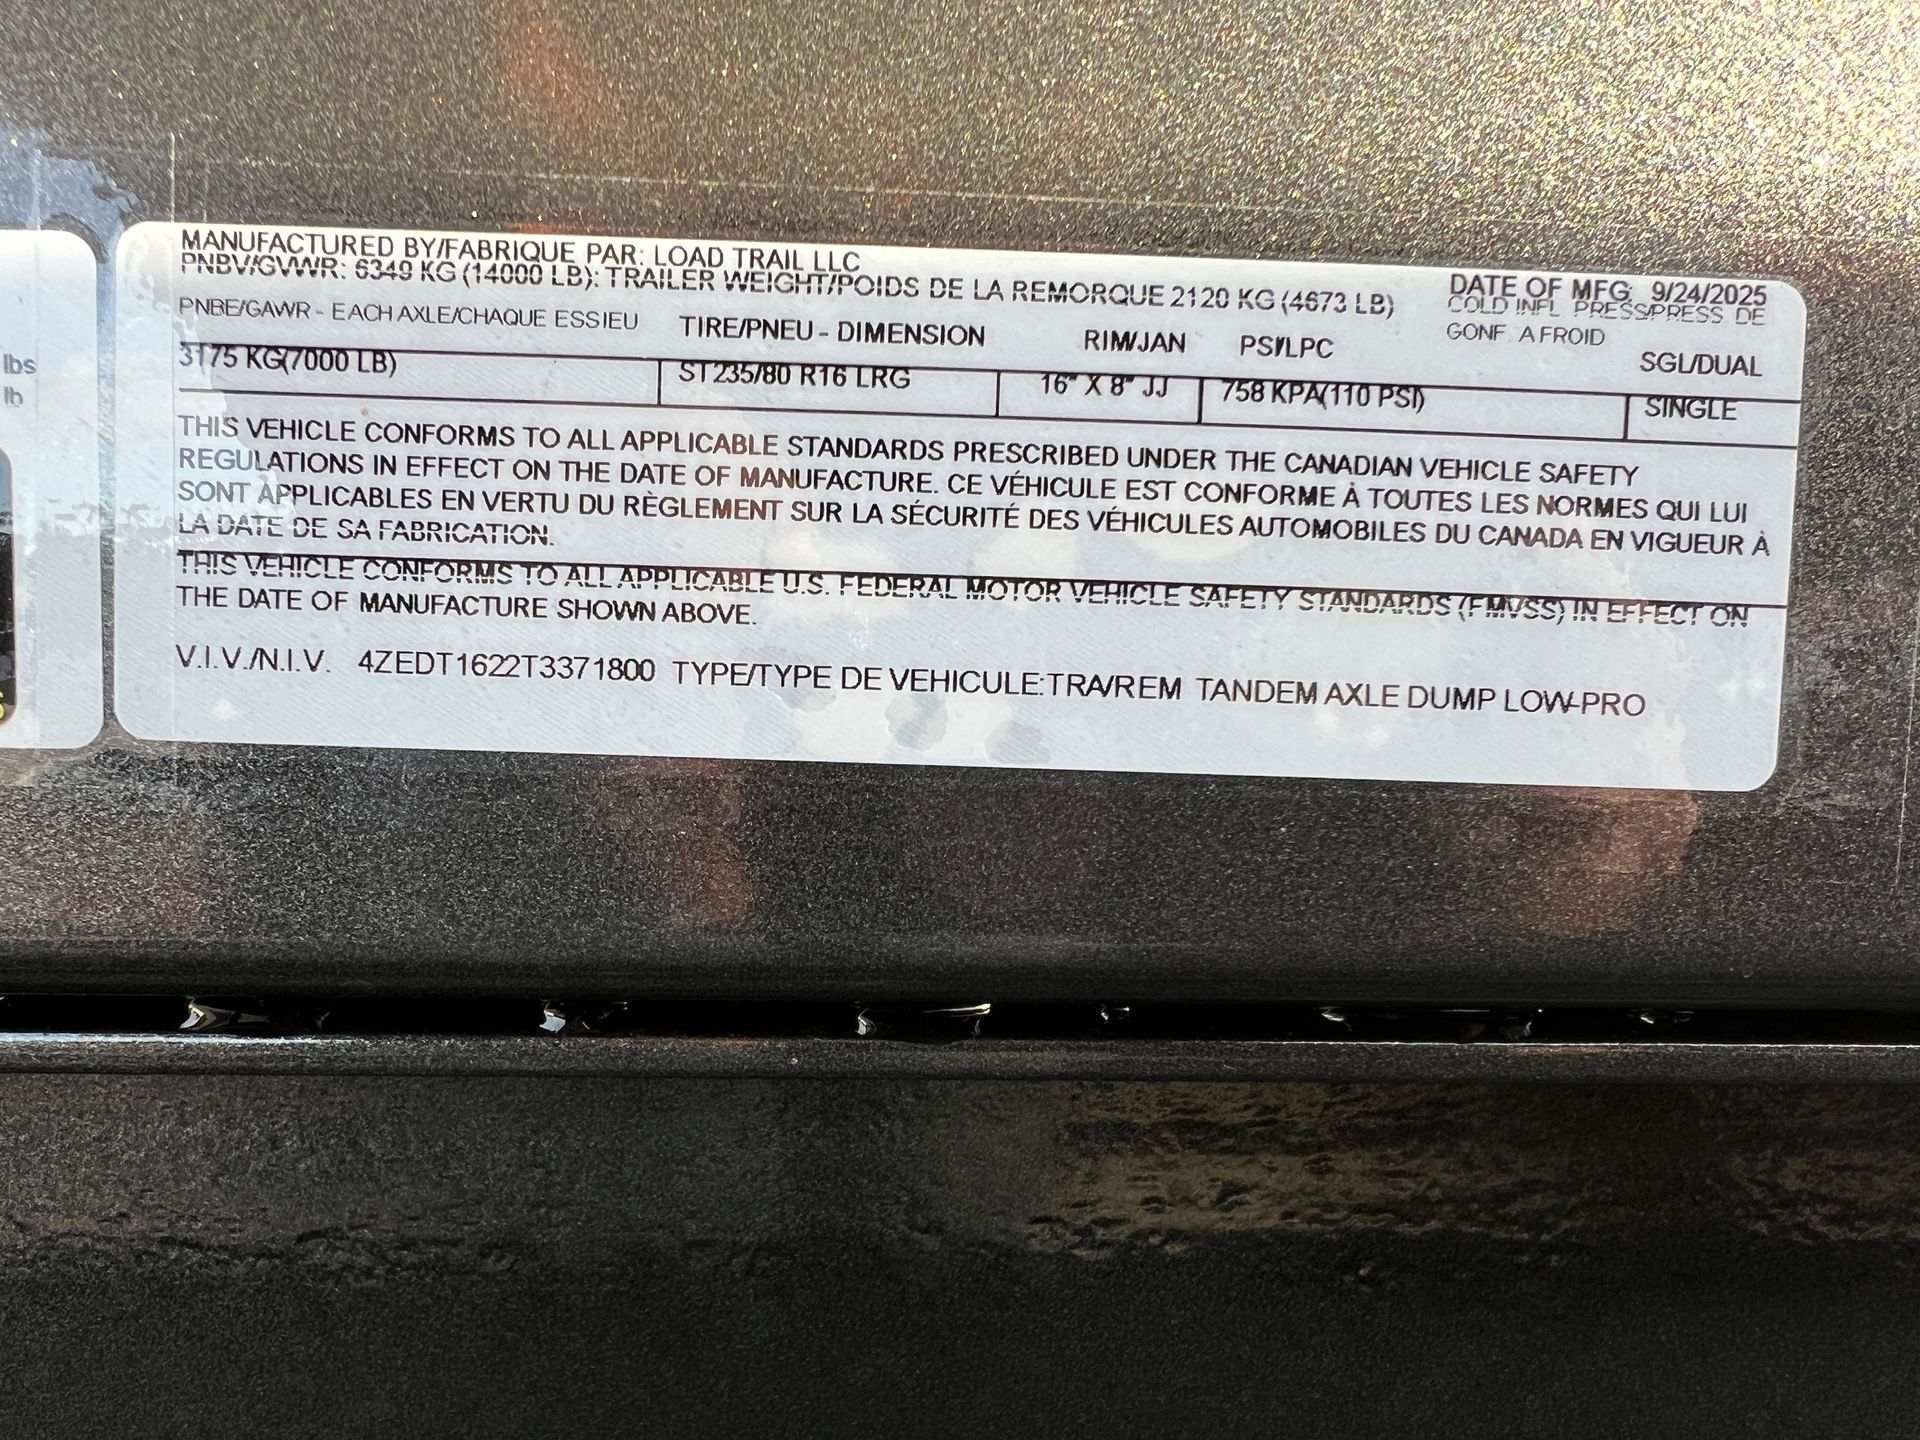 MANUFACTURED BY/FABRIQUE PAR: LOAD TRAIL LLC
PNBV/GVWR: 6349 KG (14000 LB): TRAILER WEIGHT/POIDS DE LA REMORQUE 2120 KG (4673 LB)
DATE OF MFG: 9/24/2025
PNBE/GAWR - EACH AXLE/CHAQUE ESSIEU TIRE/PNEU - DIMENSION RIM/JAN PSI/LPC
COLD INFL PRESS/PRESS DE
GONF. A FROID
SGL/DUAL
3175 KG(7000 LB) ST235/80 R16 LRG 16" X 8" JJ 758 KPA(110 PSI) SINGLE
THIS VEHICLE CONFORMS TO ALL APPLICABLE STANDARDS PRESCRIBED UNDER THE CANADIAN VEHICLE SAFETY
REGULATIONS IN EFFECT ON THE DATE OF MANUFACTURE. CE VÉHICULE EST CONFORME À TOUTES LES NORMES QUI LUI
SONT APPLICABLES EN VERTU DU RÈGLEMENT SUR LA SÉCURITÉ DES VÉHICULES AUTOMOBILES DU CANADA EN VIGUEUR À
LA DATE DE SA FABRICATION.
THIS VEHICLE CONFORMS TO ALL APPLICABLE U.S. FEDERAL MOTOR VEHICLE SAFETY STANDARDS (FMVSS) IN EFFECT ON
THE DATE OF MANUFACTURE SHOWN ABOVE.
V.I.V./N.I.V. 4ZEDT1622T3371800 TYPE/TYPE DE VEHICULE:TRA/REM TANDEM AXLE DUMP LOW-PRO
lbs
lb